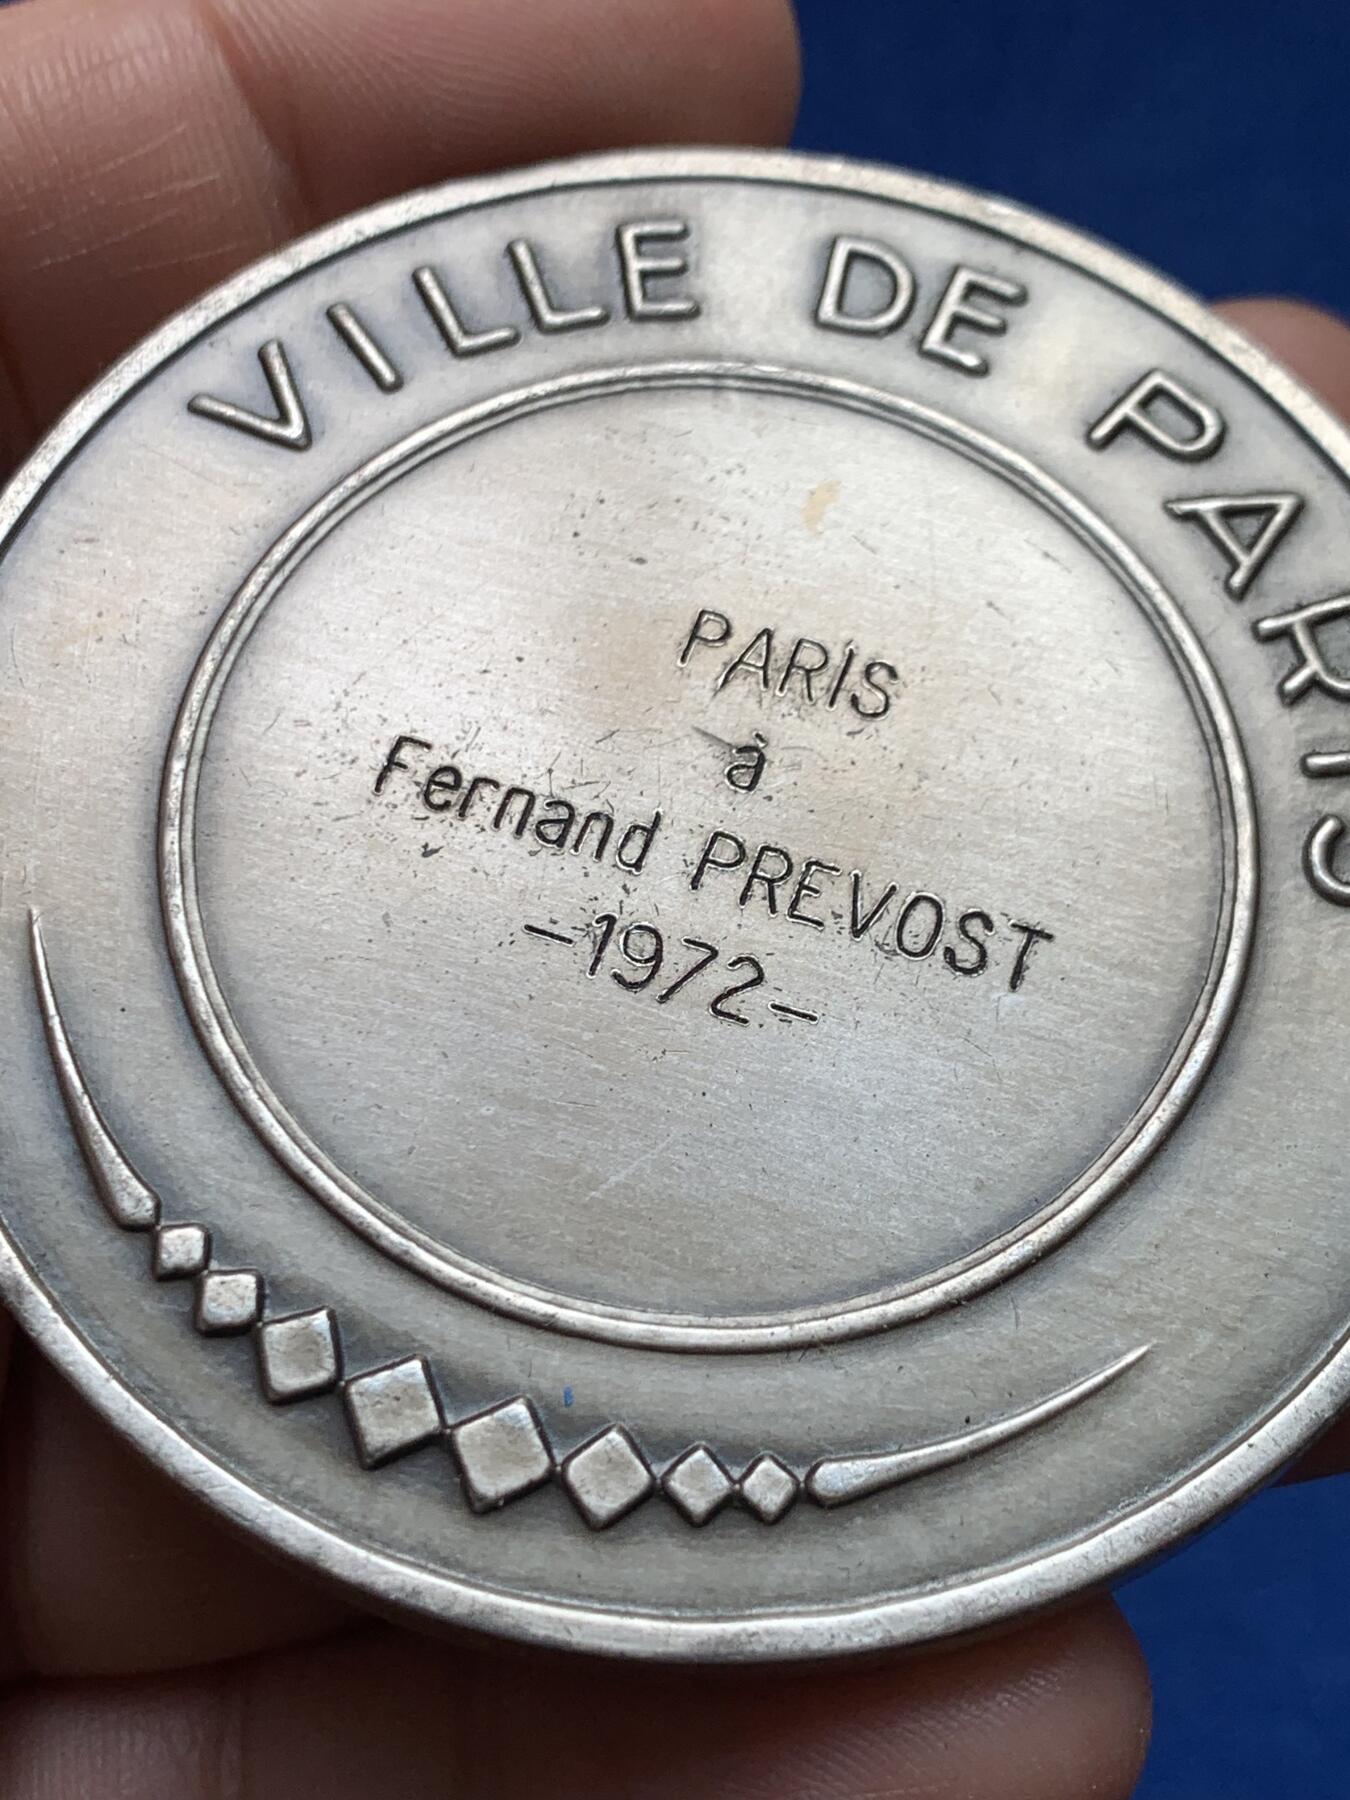 VILLE DE PARIS
PARIS
à
Fernand PREVOST
-1972-